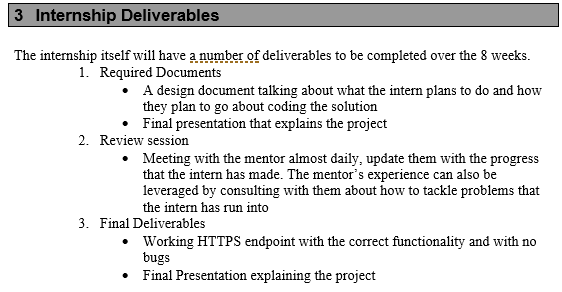 3 Internship Deliverables
The internship itself will have a number of deliverables to be completed over the 8 weeks.
1. Required Documents
• A design document talking about what the intern plans to do and how
they plan to go about coding the solution
• Final presentation that explains the project
2. Review session
• Meeting with the mentor almost daily, update them with the progress
that the intern has made. The mentor's experience can also be
leveraged by consulting with them about how to tackle problems that
the intern has run into
3. Final Deliverables
• Working HTTPS endpoint with the correct functionality and with no
bugs
• Final Presentation explaining the project